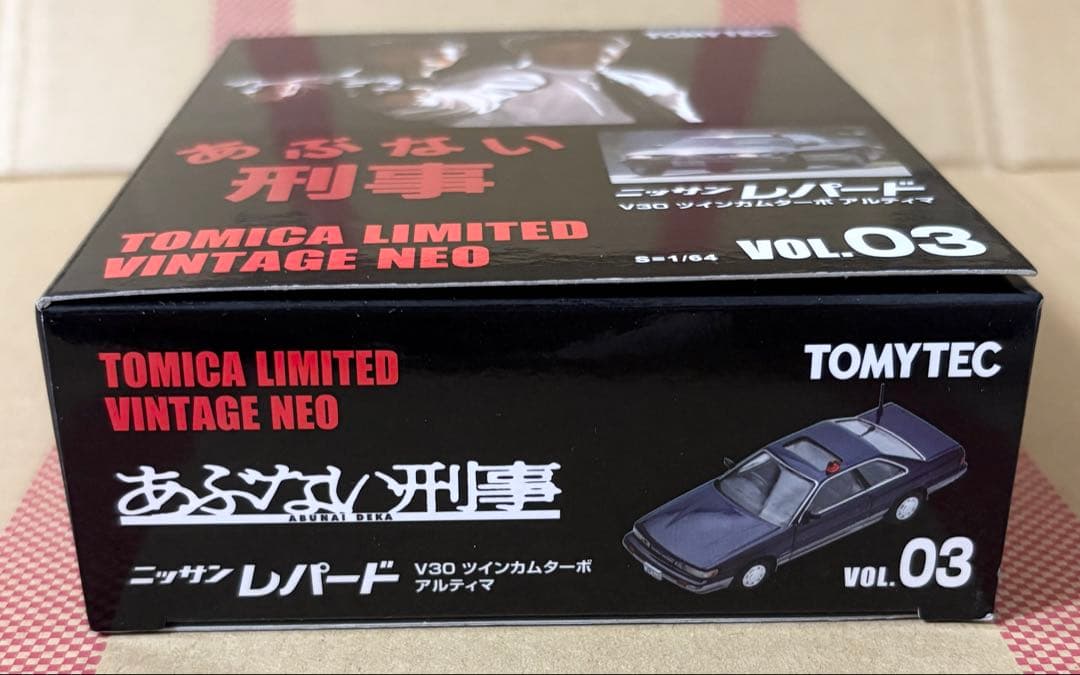 TOMYTEC
あぶない
刑事
TOMICA LIMITED
VINTAGE NEO
ニッサン レパード
V30 ツインカムターボ アルティマ
S=1/64
VOL.03
TOMICA LIMITED
VINTAGE NEO
TOMYTEC
あぶない刑事
ABUNAI DEKA
ニッサン レパード
V30 ツインカムターボ
アルティマ
VOL.03